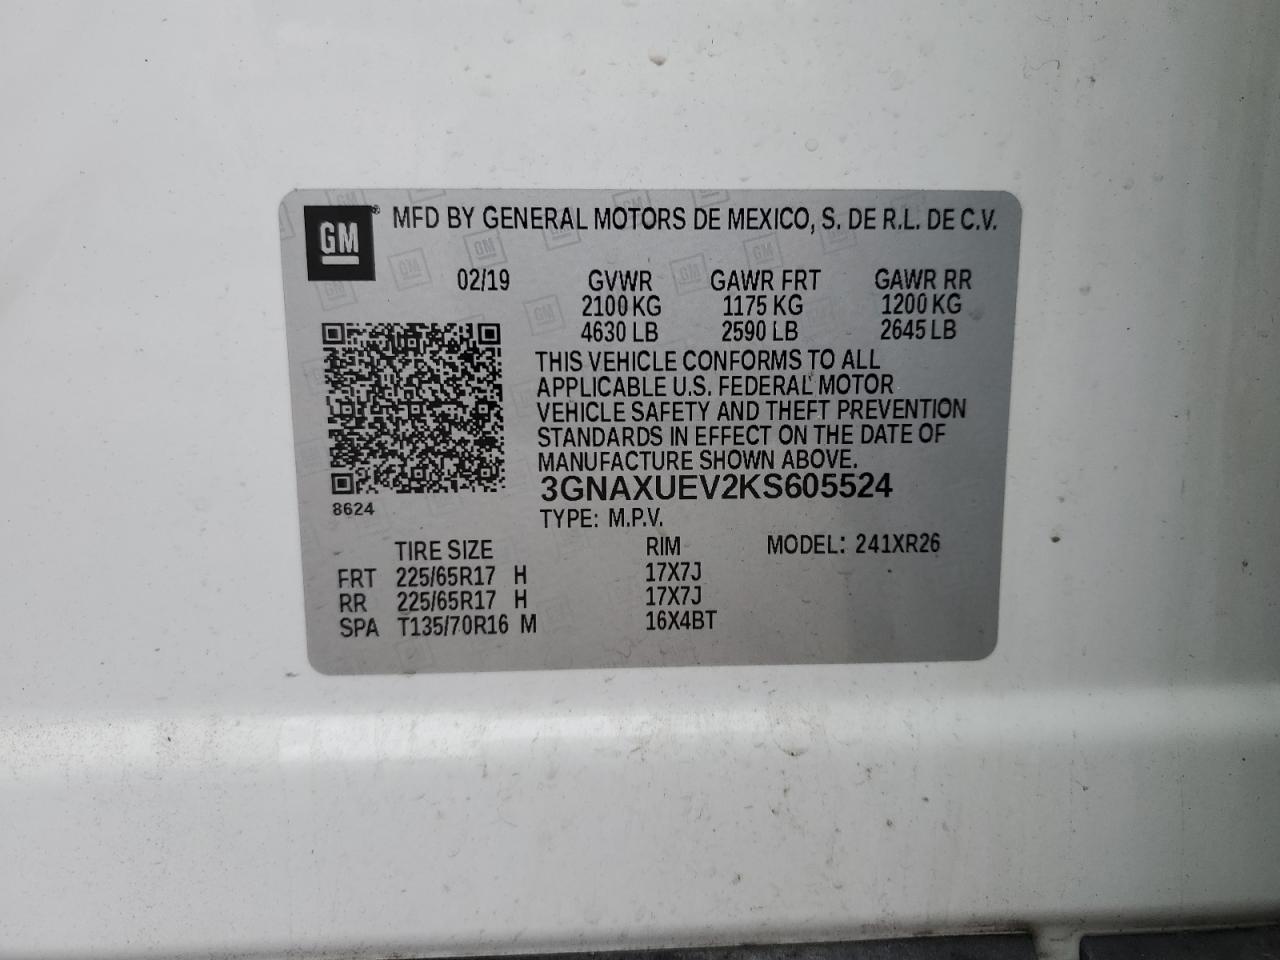 GM ® MFD BY GENERAL MOTORS DE MEXICO, S. DE R.L. DE C.V.
02/19 GVWR GAWR FRT GAWR RR
2100 KG 1175 KG 1200 KG
4630 LB 2590 LB 2645 LB
THIS VEHICLE CONFORMS TO ALL
APPLICABLE U.S. FEDERAL MOTOR
VEHICLE SAFETY AND THEFT PREVENTION
STANDARDS IN EFFECT ON THE DATE OF
MANUFACTURE SHOWN ABOVE.
3GNAXUEV2KS605524
8624
TYPE: M.P.V.
TIRE SIZE RIM MODEL: 241XR26
FRT 225/65R17 H 17X7J
RR 225/65R17 H 17X7J
SPA T135/70R16 M 16X4BT